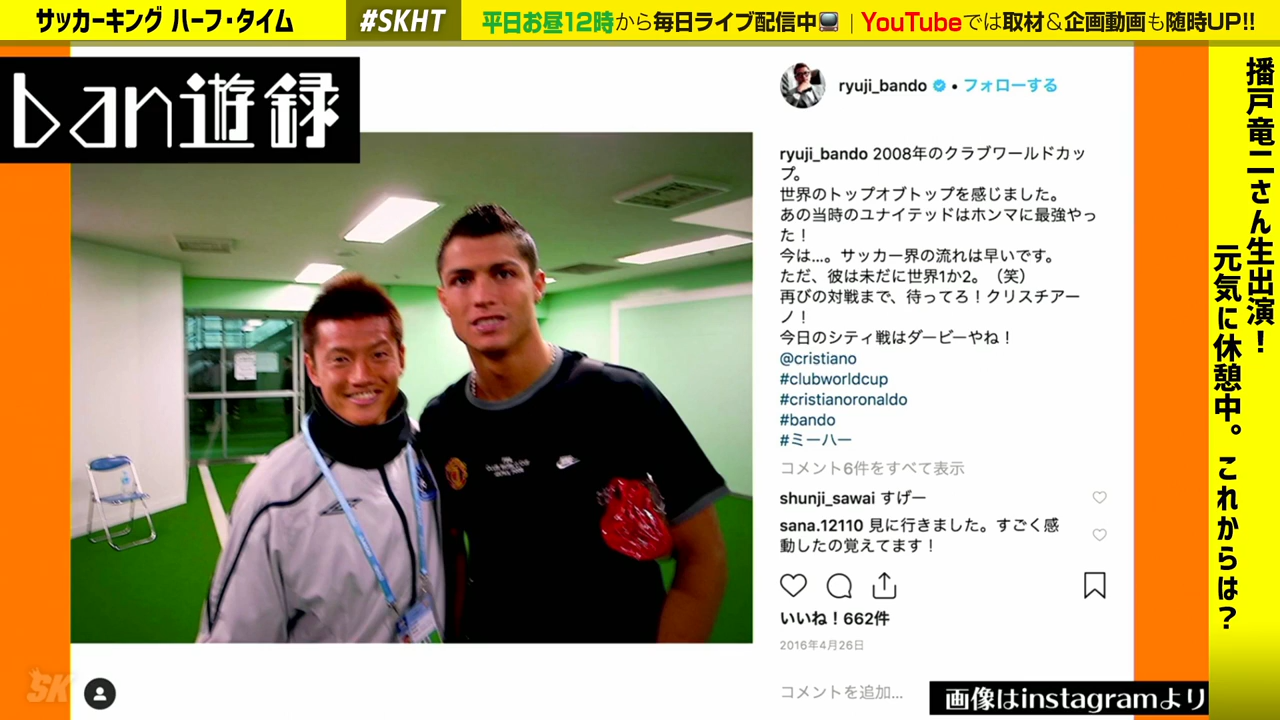 サッカーキング ハーフ・タイム
#SKHT
平日お昼12時から毎日ライブ配信中 | YouTubeでは取材&企画動画も随時UP!!
ban遊録
播戸竜二さん生出演!
元気に休憩中。これからは?
ryuji_bando • フォローする
ryuji_bando 2008年のクラブワールドカッ
プ。
世界のトップオブトップを感じました。
あの当時のユナイテッドはホンマに最強やっ
た!
今は...。サッカー界の流れは早いです。
ただ、彼は未だに世界1か2。(笑)
再びの対戦まで、待ってろ!クリスチアー
ノ!
今日のシティ戦はダービーやね!
@cristiano
#clubworldcup
#cristianoronaldo
#bando
#ミーハー
コメント6件をすべて表示
shunji_sawai すげー
sana.12110 見に行きました。すごく感
動したの覚えてます!
いいね!662件
2016年4月26日
コメントを追加...
SK
画像はinstagramより